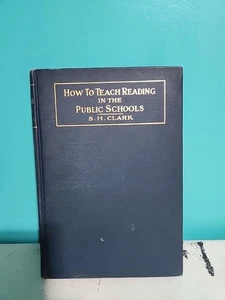 HOW TO TEACH READING
IN THE
PUBLIC SCHOOLS
S. H. CLARK